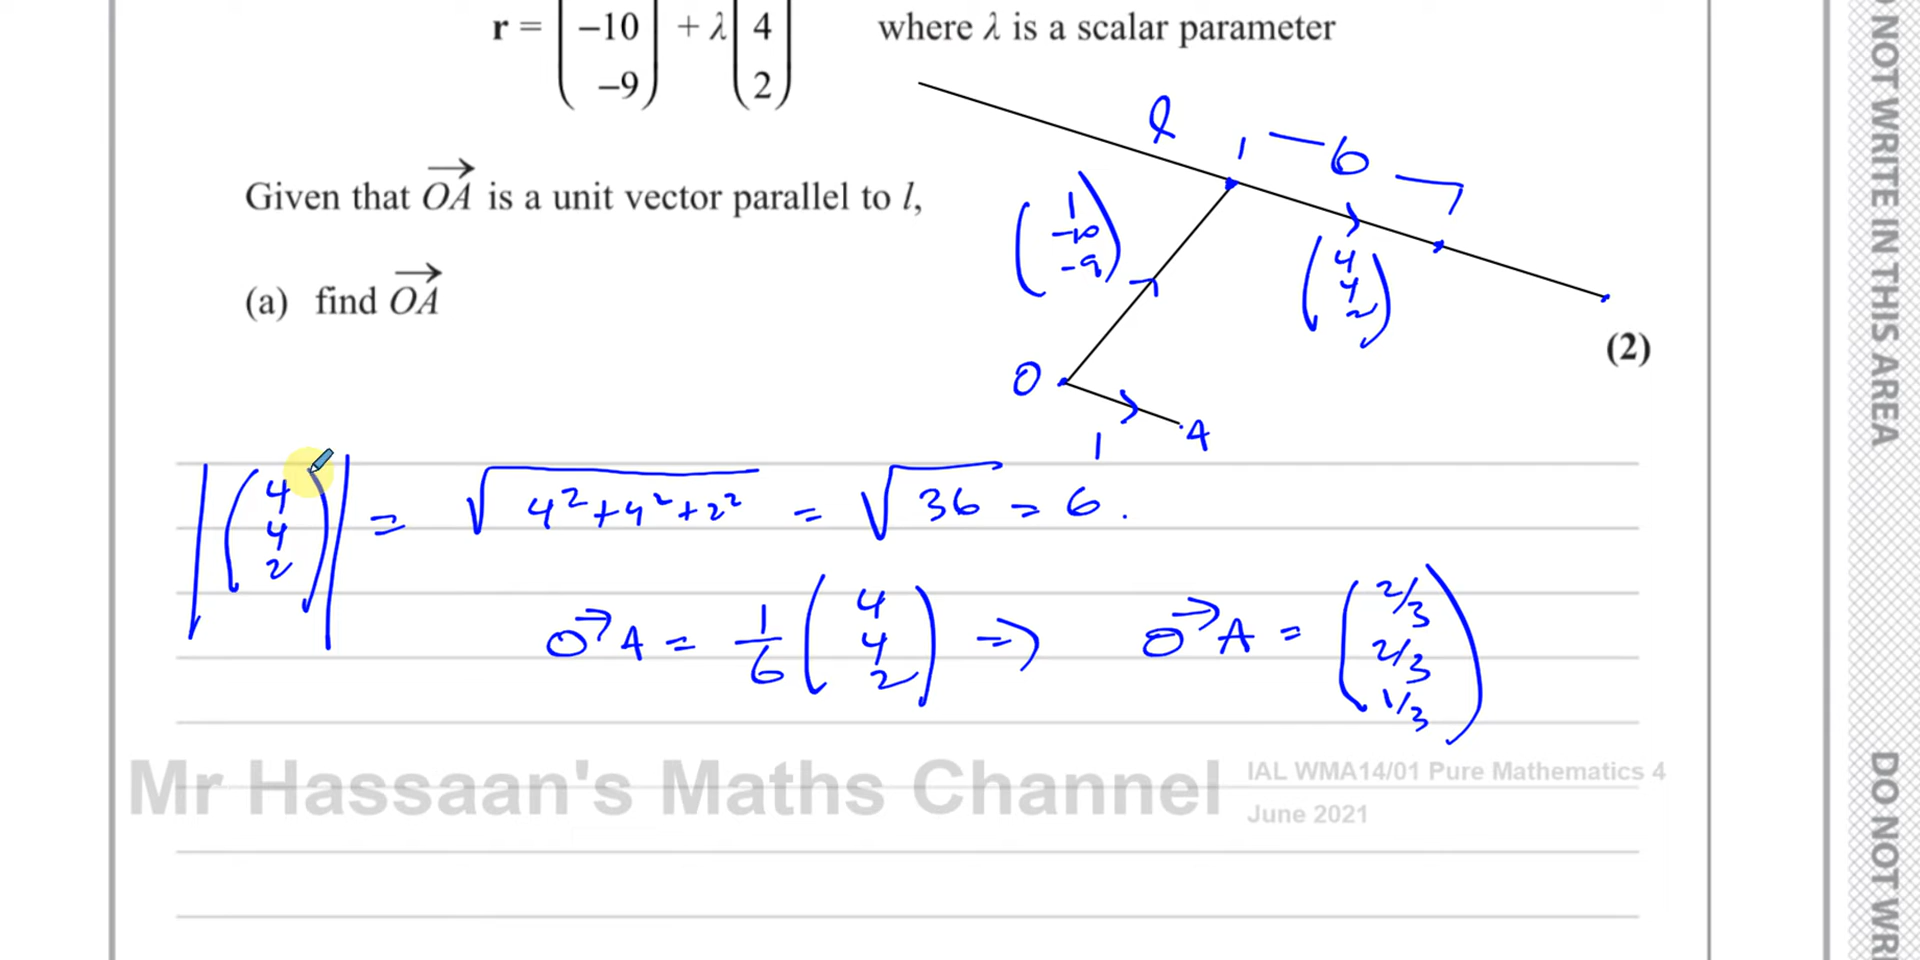 r = ( −10 −9 ) + λ ( 4 2 ) where λ is a scalar parameter
l
1 — 6
( 1 -10 -9 )
( 4 4 2 )
Given that OA is a unit vector parallel to l,
(a) find OA
(2)
O
1
A
| ( 4 4 2 ) | = √4²+4²+2² = √36 = 6.
OA = 1/6 ( 4 4 2 ) => OA = ( 2/3 2/3 1/3 )
Mr Hassaan's Maths Channel
IAL WMA14/01 Pure Mathematics 4
June 2021
O NOT WRITE IN THIS AREA
DO NOT WRI